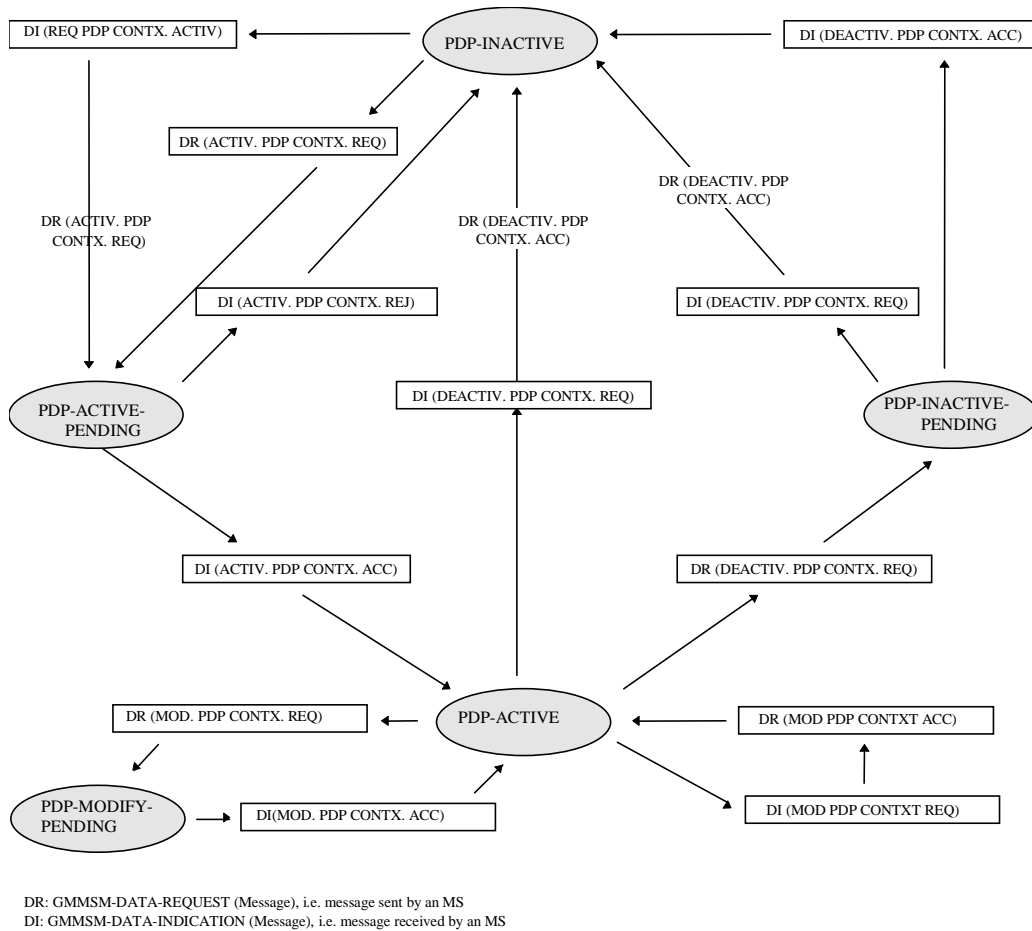 DI (REQ PDP CONTX. ACTIV)
PDP-INACTIVE
DI (DEACTIV. PDP CONTX. ACC)
DR (ACTIV. PDP CONTX. REQ)
DR (DEACTIV. PDP
CONTX. ACC)
DR (ACTIV. PDP
CONTX. REQ)
DR (DEACTIV. PDP
CONTX. ACC)
DI (ACTIV. PDP CONTX. REJ)
DI (DEACTIV. PDP CONTX. REQ)
DI (DEACTIV. PDP CONTX. REQ)
PDP-ACTIVE-
PENDING
PDP-INACTIVE-
PENDING
DI (ACTIV. PDP CONTX. ACC)
DR (DEACTIV. PDP CONTX. REQ)
DR (MOD. PDP CONTX. REQ)
PDP-ACTIVE
DR (MOD PDP CONTXT ACC)
PDP-MODIFY-
PENDING
DI(MOD. PDP CONTX. ACC)
DI (MOD PDP CONTXT REQ)
DR: GMMSM-DATA-REQUEST (Message), i.e. message sent by an MS
DI: GMMSM-DATA-INDICATION (Message), i.e. message received by an MS